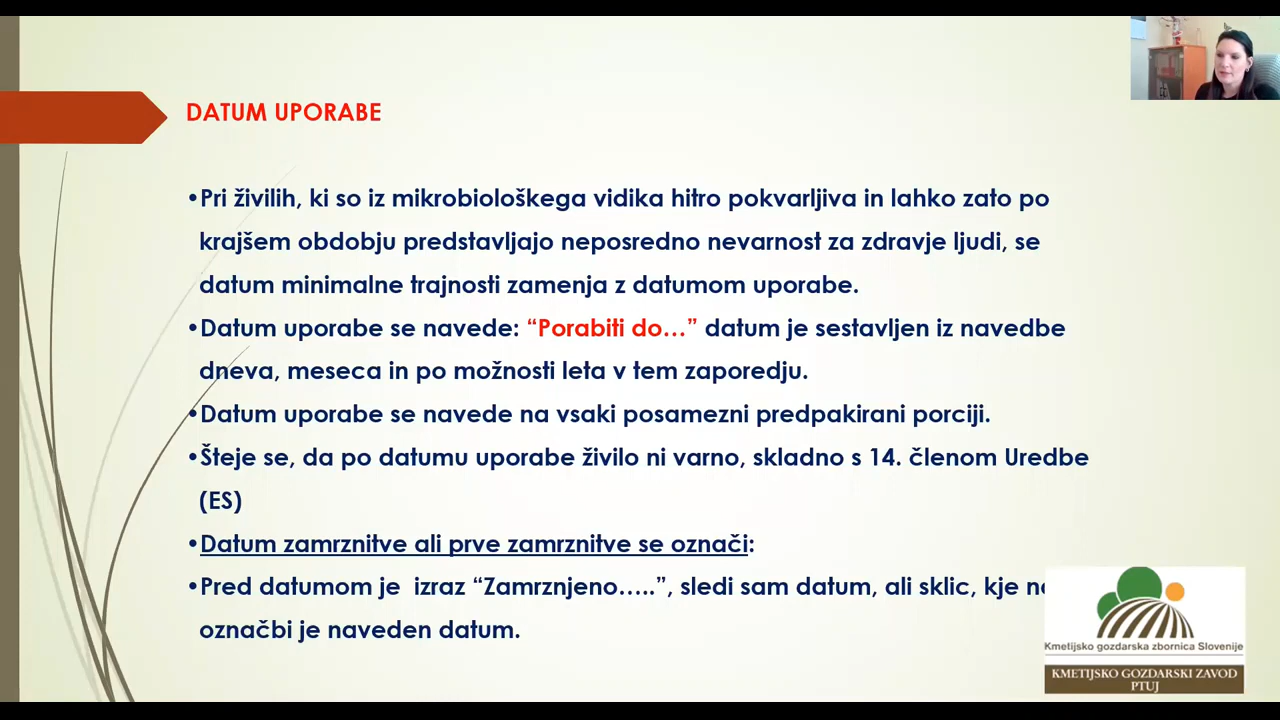 DATUM UPORABE
•Pri živilih, ki so iz mikrobiološkega vidika hitro pokvarljiva in lahko zato po
krajšem obdobju predstavljajo neposredno nevarnost za zdravje ljudi, se
datum minimalne trajnosti zamenja z datumom uporabe.
•Datum uporabe se navede: “Porabiti do…” datum je sestavljen iz navedbe
dneva, meseca in po možnosti leta v tem zaporedju.
•Datum uporabe se navede na vsaki posamezni predpakirani porciji.
•Šteje se, da po datumu uporabe živilo ni varno, skladno s 14. členom Uredbe
(ES)
•Datum zamrznitve ali prve zamrznitve se označi:
•Pred datumom je izraz “Zamrznjeno…..”, sledi sam datum, ali sklic, kje
označbi je naveden datum.
Kmetijsko gozdarska zbornica Slovenije
KMETIJSKO GOZDARSKI ZAVOD
PTUJ